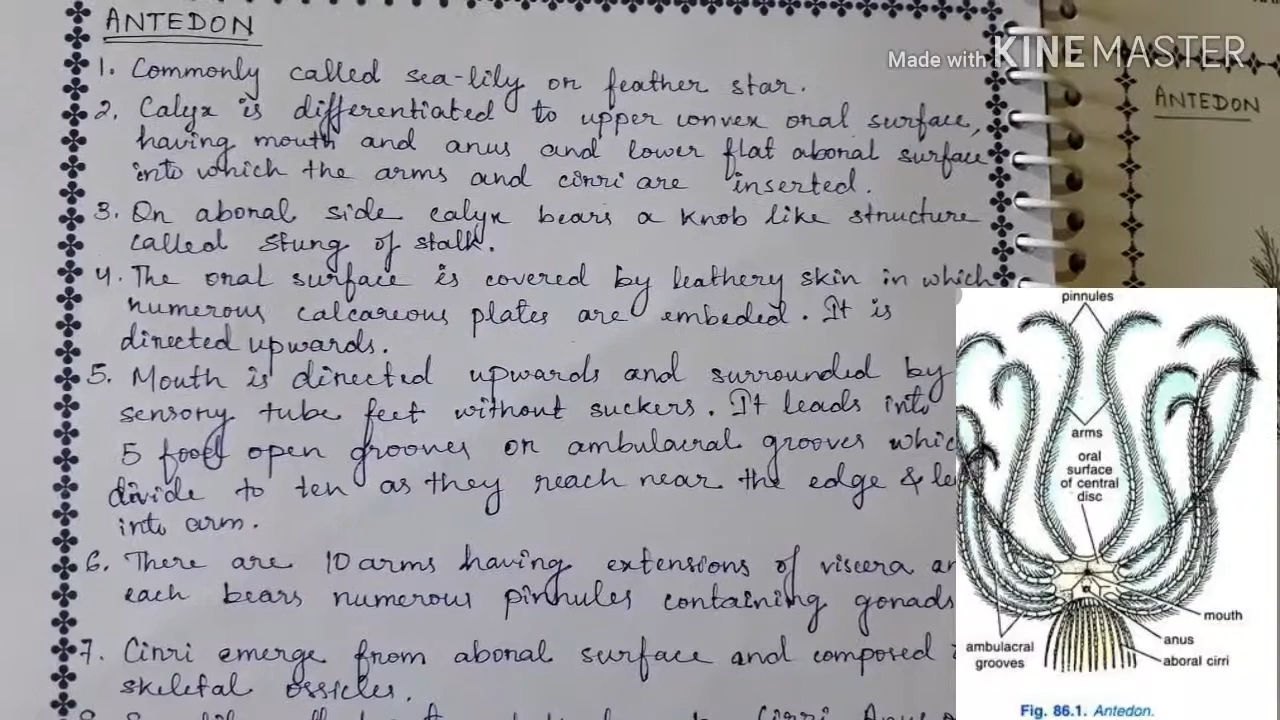 ANTEDON
1. Commonly called sea-lily or feather star.
2. Calyx is differentiated to upper convex oral surface,
having mouth and anus and lower flat aboral surface
into which the arms and cirri are inserted.
3. On aboral side calyx bears a knob like structure
called stung of stalk.
4. The oral surface is covered by leathery skin in which
numerous calcareous plates are embeded. It is
directed upwards.
5. Mouth is directed upwards and surrounded by
sensory tube feet without suckers. It leads into
5 food open grooves or ambulacral grooves whic
divide to ten as they reach near the edge & le
into arm.
6. There are 10 arms having extensions of viscera an
each bears numerous pinnules containing gonads
7. Cirri emerge from aboral surface and composed
skeletal ossicles.
Made with KINEMASTER
ANTEDON
pinnules
arms
oral
surface
of central
disc
mouth
anus
aboral cirri
ambulacral
grooves
Fig. 86.1. Antedon.